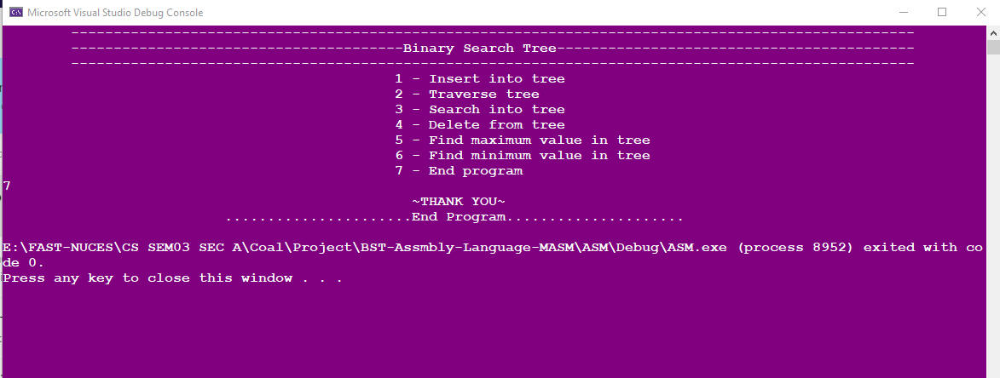 Microsoft Visual Studio Debug Console
---------------------------------------------------------------------------------------------------
---------------------------------------Binary Search Tree------------------------------------------
---------------------------------------------------------------------------------------------------
1 - Insert into tree
2 - Traverse tree
3 - Search into tree
4 - Delete from tree
5 - Find maximum value in tree
6 - Find minimum value in tree
7 - End program
7
~THANK YOU~
......................End Program.....................
E:\FAST-NUCES\CS SEM03 SEC A\Coal\Project\BST-Assmbly-Language-MASM\ASM\Debug\ASM.exe (process 8952) exited with co
de 0.
Press any key to close this window . . .